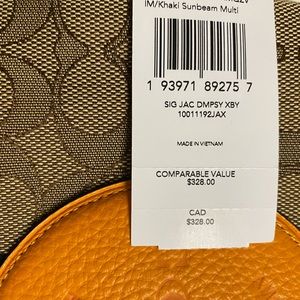 IM/Khaki Sunbeam Multi
1 93971 89275 7
SIG JAC DMPSY XBY
10011192JAX
MADE IN VIETNAM
COMPARABLE VALUE
$328.00
CAD
$328.00